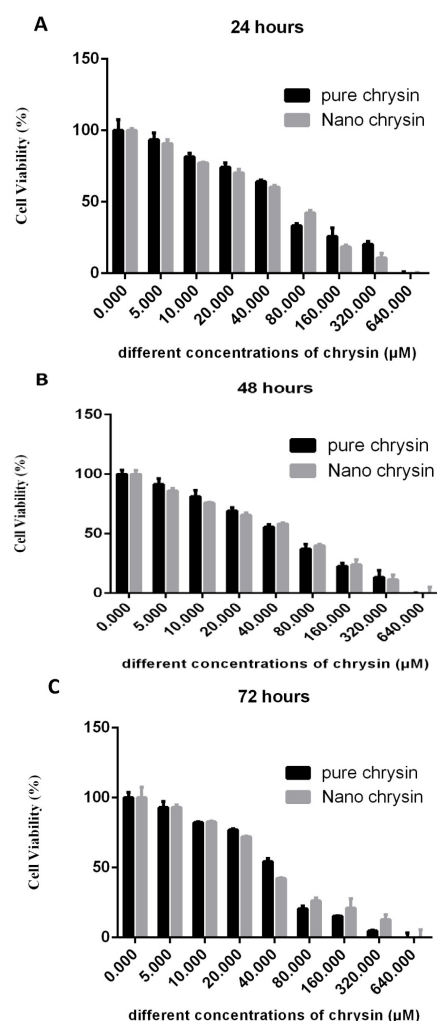 A
24 hours
150
100
50
0
Cell Viability (%)
pure chrysin
Nano chrysin
0.000
5.000
10.000
20.000
40.000
80.000
160.000
320.000
640.000
different concentrations of chrysin (µM)
B
48 hours
150
100
50
0
Cell Viability (%)
pure chrysin
Nano chrysin
0.000
5.000
10.000
20.000
40.000
80.000
160.000
320.000
640.000
different concentrations of chrysin (µM)
C
72 hours
150
100
50
0
Cell Viability (%)
pure chrysin
Nano chrysin
0.000
5.000
10.000
20.000
40.000
80.000
160.000
320.000
640.000
different concentrations of chrysin (µM)